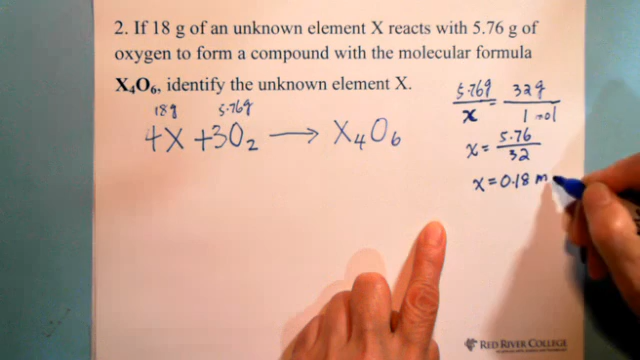 2. If 18 g of an unknown element X reacts with 5.76 g of
oxygen to form a compound with the molecular formula
X₄O₆, identify the unknown element X.
18g 5.76g
4X + 3O₂ → X₄O₆
5.76g / x = 32g / 1 mol
x = 5.76 / 32
x = 0.18 m
RED RIVER COLLEGE